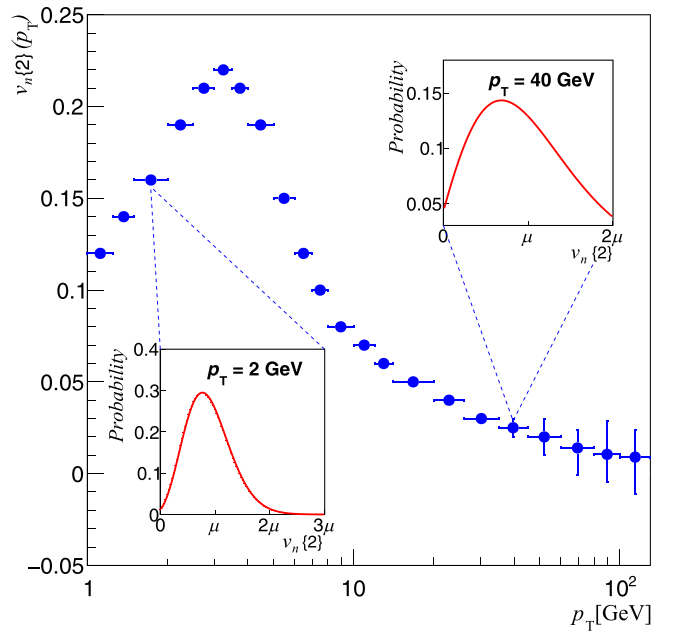 v_n{2}(p_T)
0.25
0.2
0.15
0.1
0.05
0
−0.05
1
10
10²
p_T[GeV]
Probability
p_T = 40 GeV
0.15
0.1
0.05
0
μ
2μ
v_n{2}
Probability
p_T = 2 GeV
0.4
0.3
0.2
0.1
0
0
μ
2μ
3μ
v_n{2}